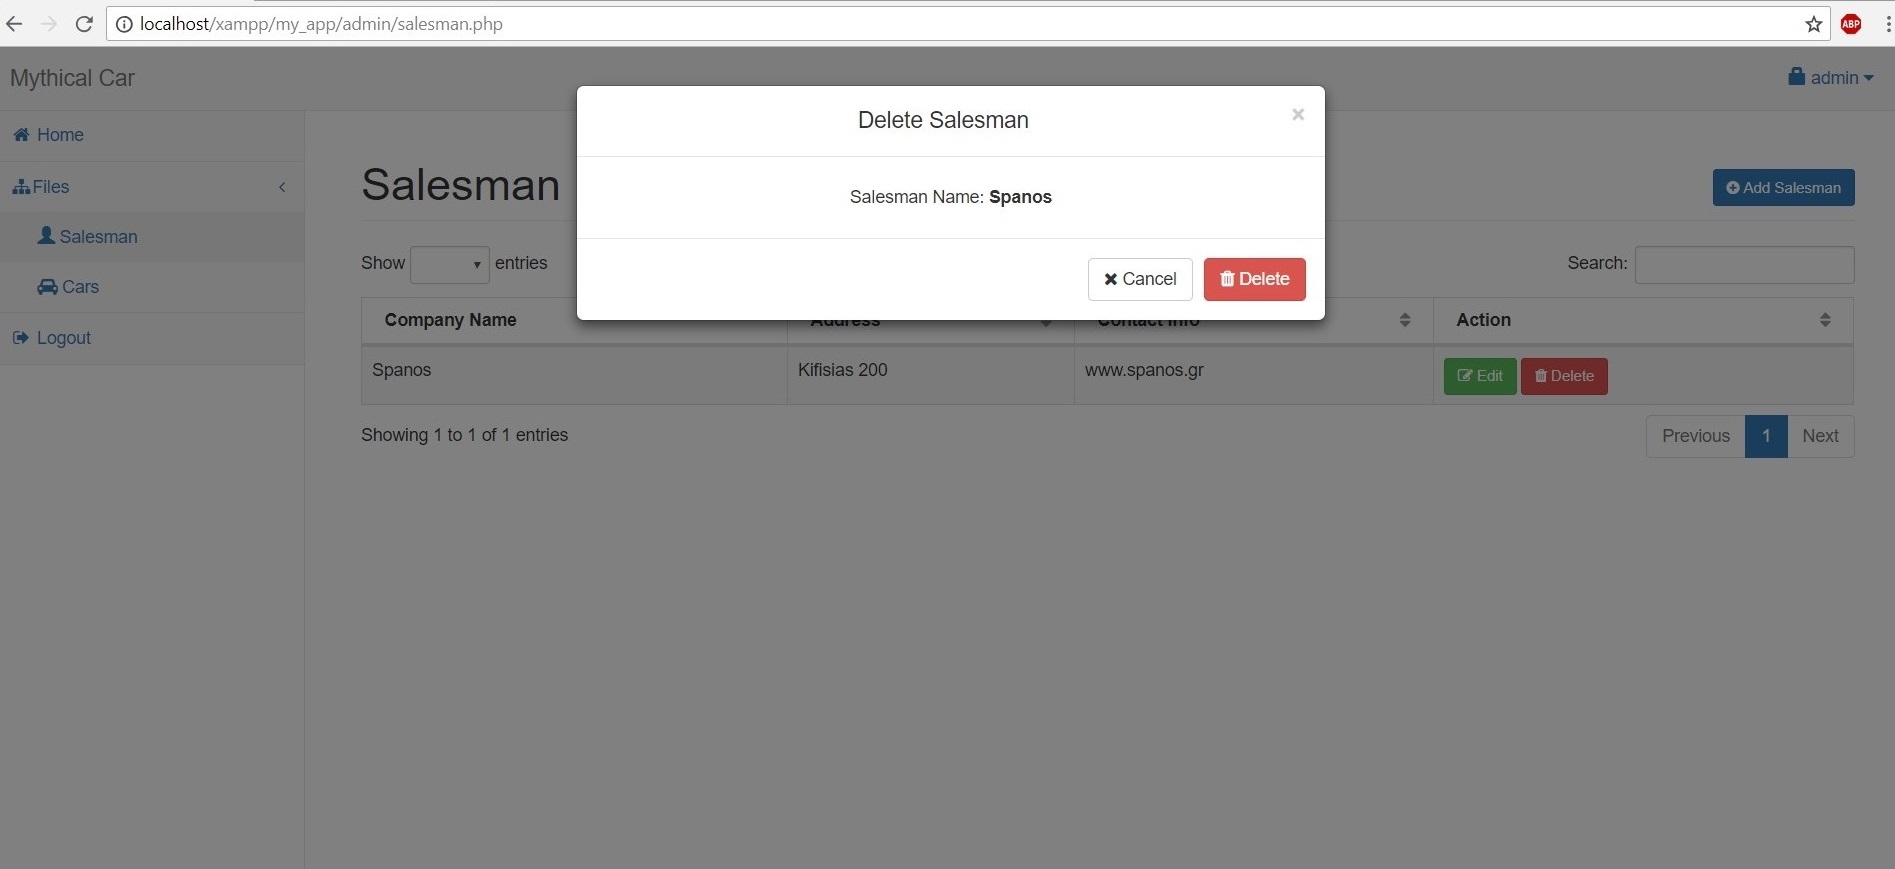 localhost/xampp/my_app/admin/salesman.php
ABP
Mythical Car
admin
Home
Files
Salesman
Cars
Logout
Delete Salesman
×
Salesman Name: Spanos
Cancel Delete
Salesman
Add Salesman
Show entries
Search:
Company Name Address Contact Info Action
Spanos Kifisias 200 www.spanos.gr Edit Delete
Showing 1 to 1 of 1 entries
Previous 1 Next